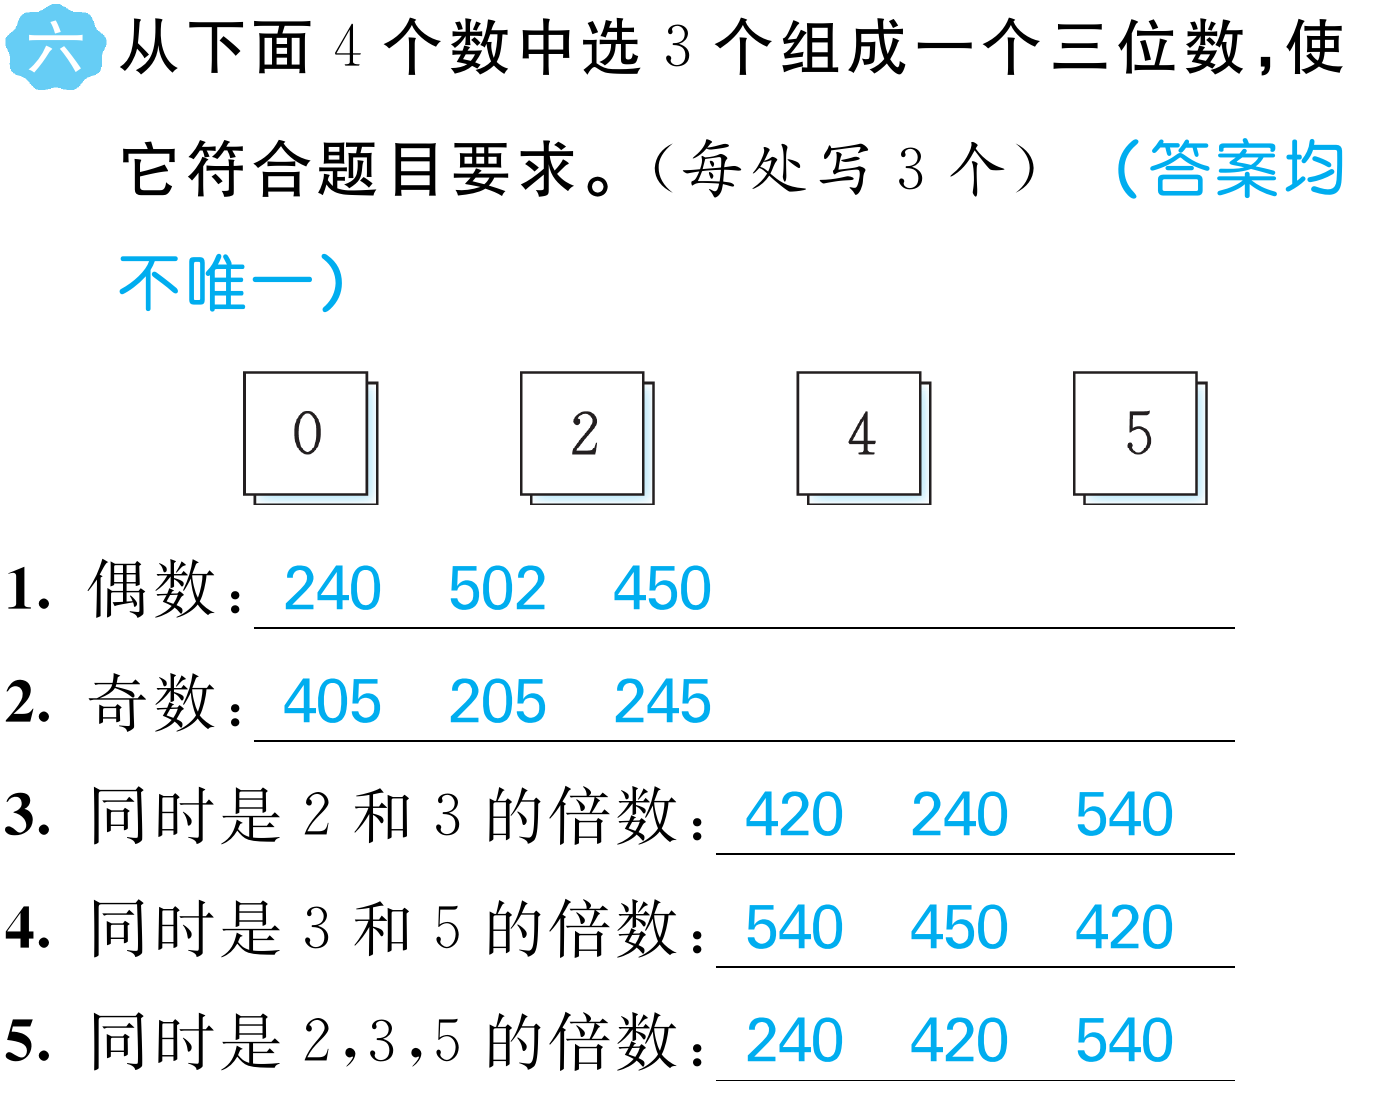 六 从下面 4 个数中选 3 个组成一个三位数,使
它符合题目要求。(每处写 3 个) (答案均
不唯一)
0 2 4 5
1. 偶数: 240 502 450
2. 奇数: 405 205 245
3. 同时是 2 和 3 的倍数: 420 240 540
4. 同时是 3 和 5 的倍数: 540 450 420
5. 同时是 2,3,5 的倍数: 240 420 540